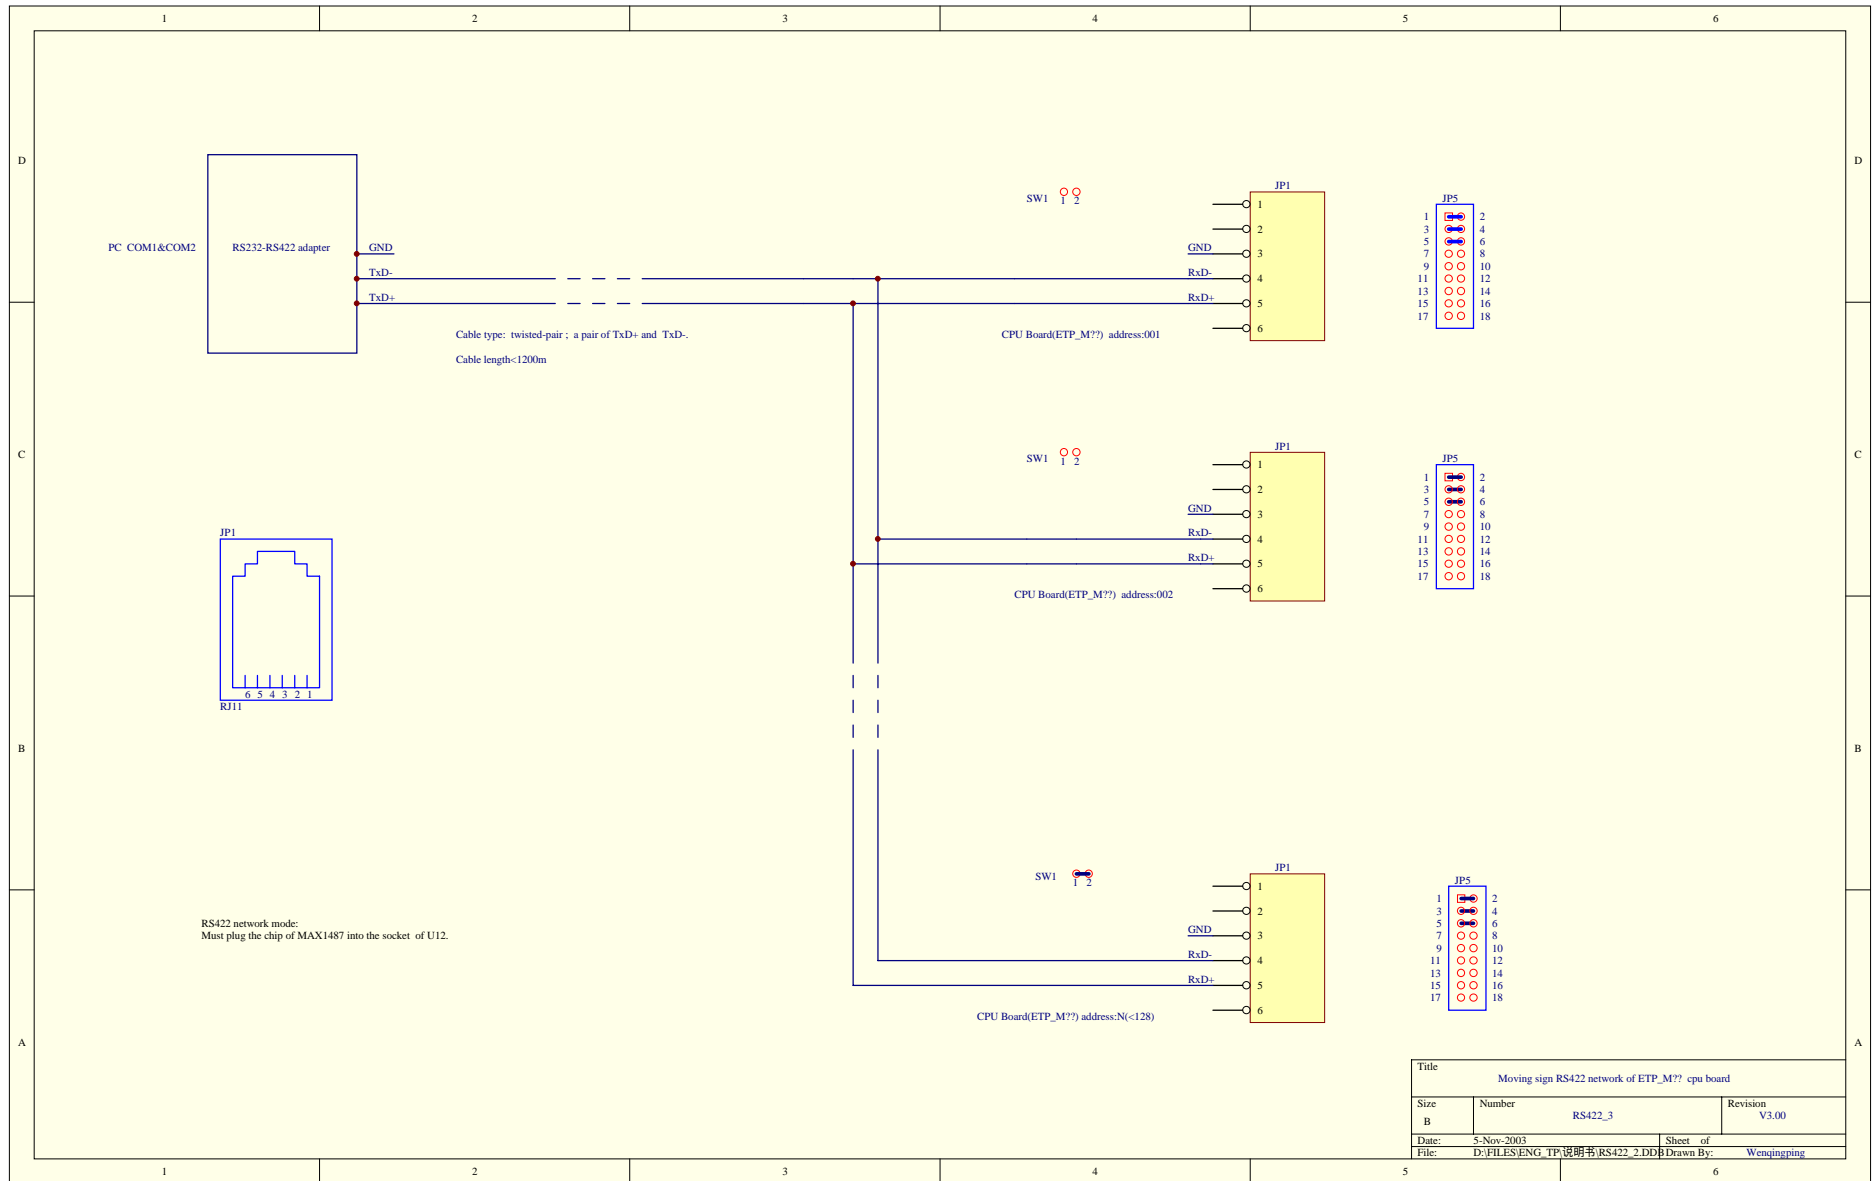 1 2 3 4 5 6
D D
JP1
SW1 1 2
JP5
1
2
GND
3
RxD-
4
RxD+
5
6
1 2
3 4
5 6
7 8
9 10
11 12
13 14
15 16
17 18
PC COM1&COM2
RS232-RS422 adapter
GND
TxD-
TxD+
Cable type: twisted-pair ; a pair of TxD+ and TxD-.
Cable length<1200m
CPU Board(ETP_M??) address:001
C C
JP1
SW1 1 2
JP5
1
2
GND
3
RxD-
4
RxD+
5
6
1 2
3 4
5 6
7 8
9 10
11 12
13 14
15 16
17 18
CPU Board(ETP_M??) address:002
JP1
6 5 4 3 2 1
RJ11
B B
JP1
SW1 1 2
JP5
1
2
GND
3
RxD-
4
RxD+
5
6
1 2
3 4
5 6
7 8
9 10
11 12
13 14
15 16
17 18
CPU Board(ETP_M??) address:N(<128)
RS422 network mode:
Must plug the chip of MAX1487 into the socket of U12.
A A
Title
Moving sign RS422 network of ETP_M?? cpu board
Size Number Revision
B RS422_3 V3.00
Date: 5-Nov-2003 Sheet of
File: D:\FILES\ENG_TP\说明书\RS422_2.DDB Drawn By: Wenqingping
1 2 3 4 5 6